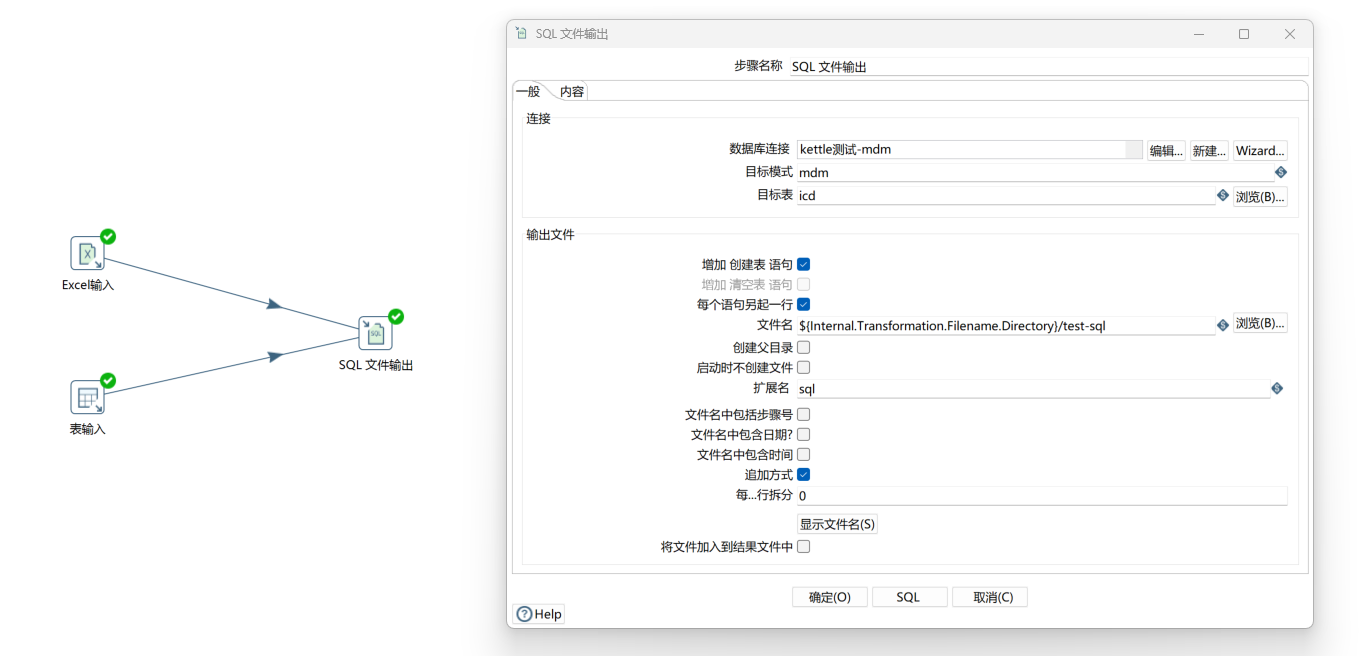 Excel输入
表输入
SQL 文件输出
SQL 文件输出
步骤名称 SQL 文件输出
一般 内容
连接
数据库连接 kettle测试-mdm 编辑... 新建... Wizard...
目标模式 mdm
目标表 icd 浏览(B)...
输出文件
增加 创建表 语句
增加 清空表 语句
每个语句另起一行
文件名 ${Internal.Transformation.Filename.Directory}/test-sql 浏览(B)...
创建父目录
启动时不创建文件
扩展名 sql
文件名中包括步骤号
文件名中包含日期?
文件名中包含时间
追加方式
每...行拆分 0
显示文件名(S)
将文件加入到结果文件中
确定(O) SQL 取消(C)
Help